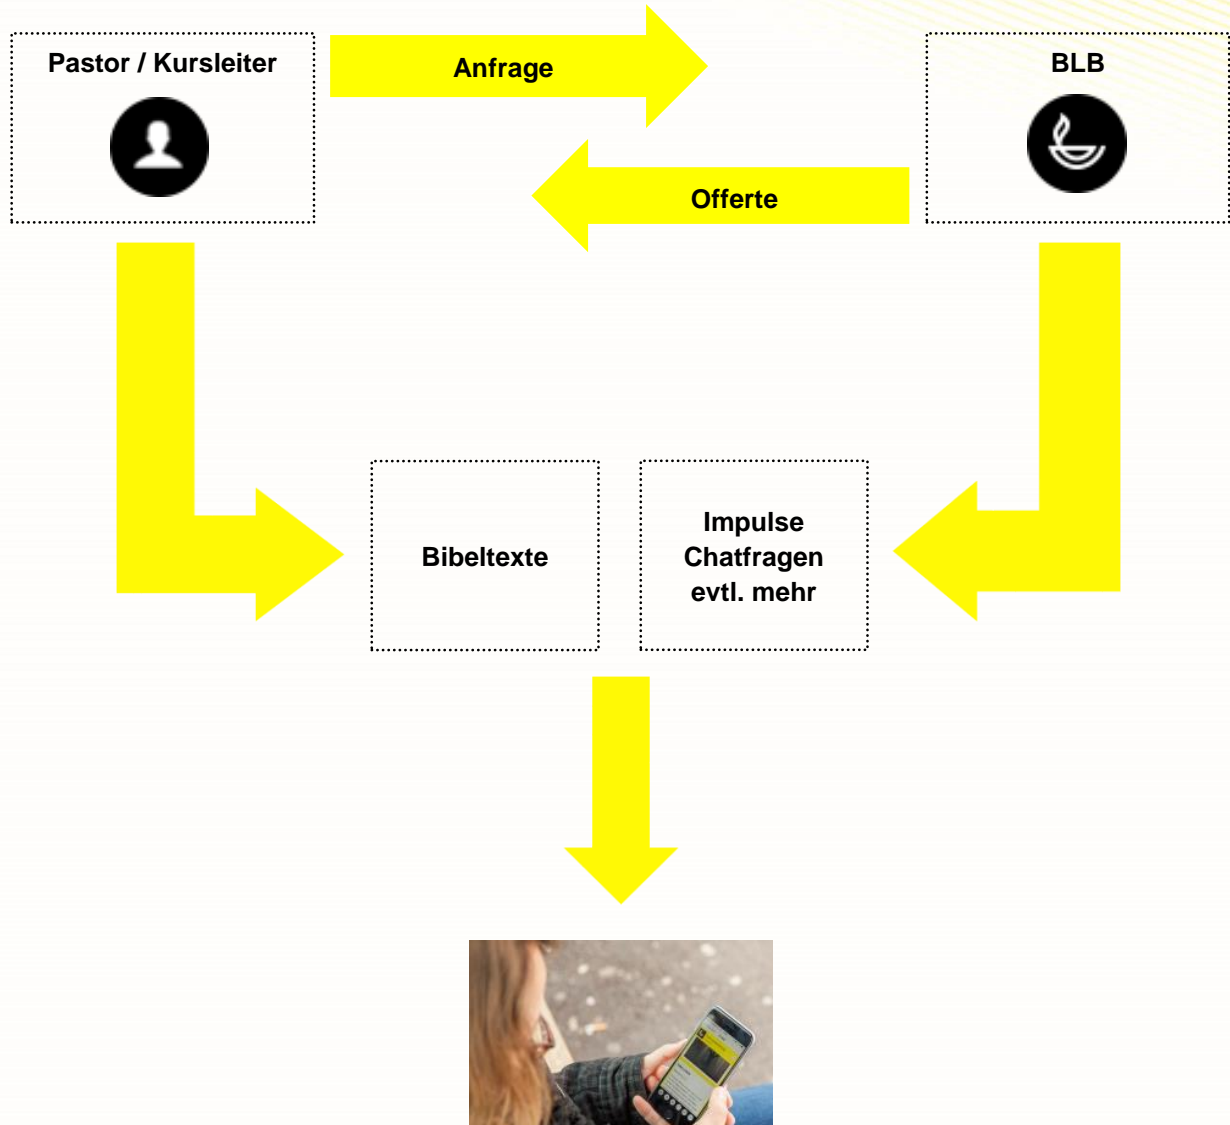 Pastor / Kursleiter
Anfrage
BLB
Offerte
Bibeltexte
Impulse
Chatfragen
evtl. mehr